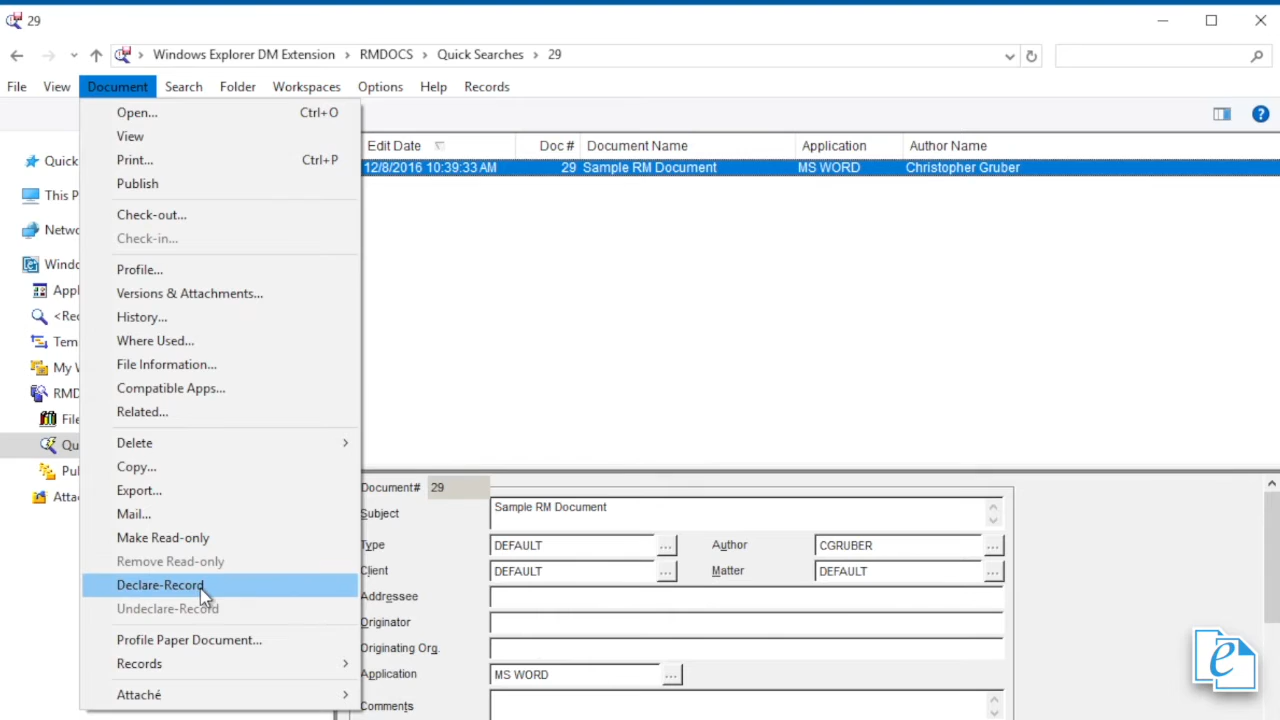 29
Windows Explorer DM Extension > RMDOCS > Quick Searches > 29
File View Document Search Folder Workspaces Options Help Records
Open... Ctrl+O
View
Print... Ctrl+P
Publish
Check-out...
Check-in...
Profile...
Versions & Attachments...
History...
Where Used...
File Information...
Compatible Apps...
Related...
Delete
Copy...
Export...
Mail...
Make Read-only
Remove Read-only
Declare-Record
Undeclare-Record
Profile Paper Document...
Records
Attaché
Quick
This P
Netwo
Windo
Appl
<Rec
Tem
My W
RMD
File
Qu
Pul
Atta
Edit Date Doc # Document Name Application Author Name
12/8/2016 10:39:33 AM 29 Sample RM Document MS WORD Christopher Gruber
Document# 29
Subject Sample RM Document
Type DEFAULT ... Author CGRUBER ...
Client DEFAULT ... Matter DEFAULT ...
Addressee
Originator
Originating Org.
Application MS WORD ...
Comments
e